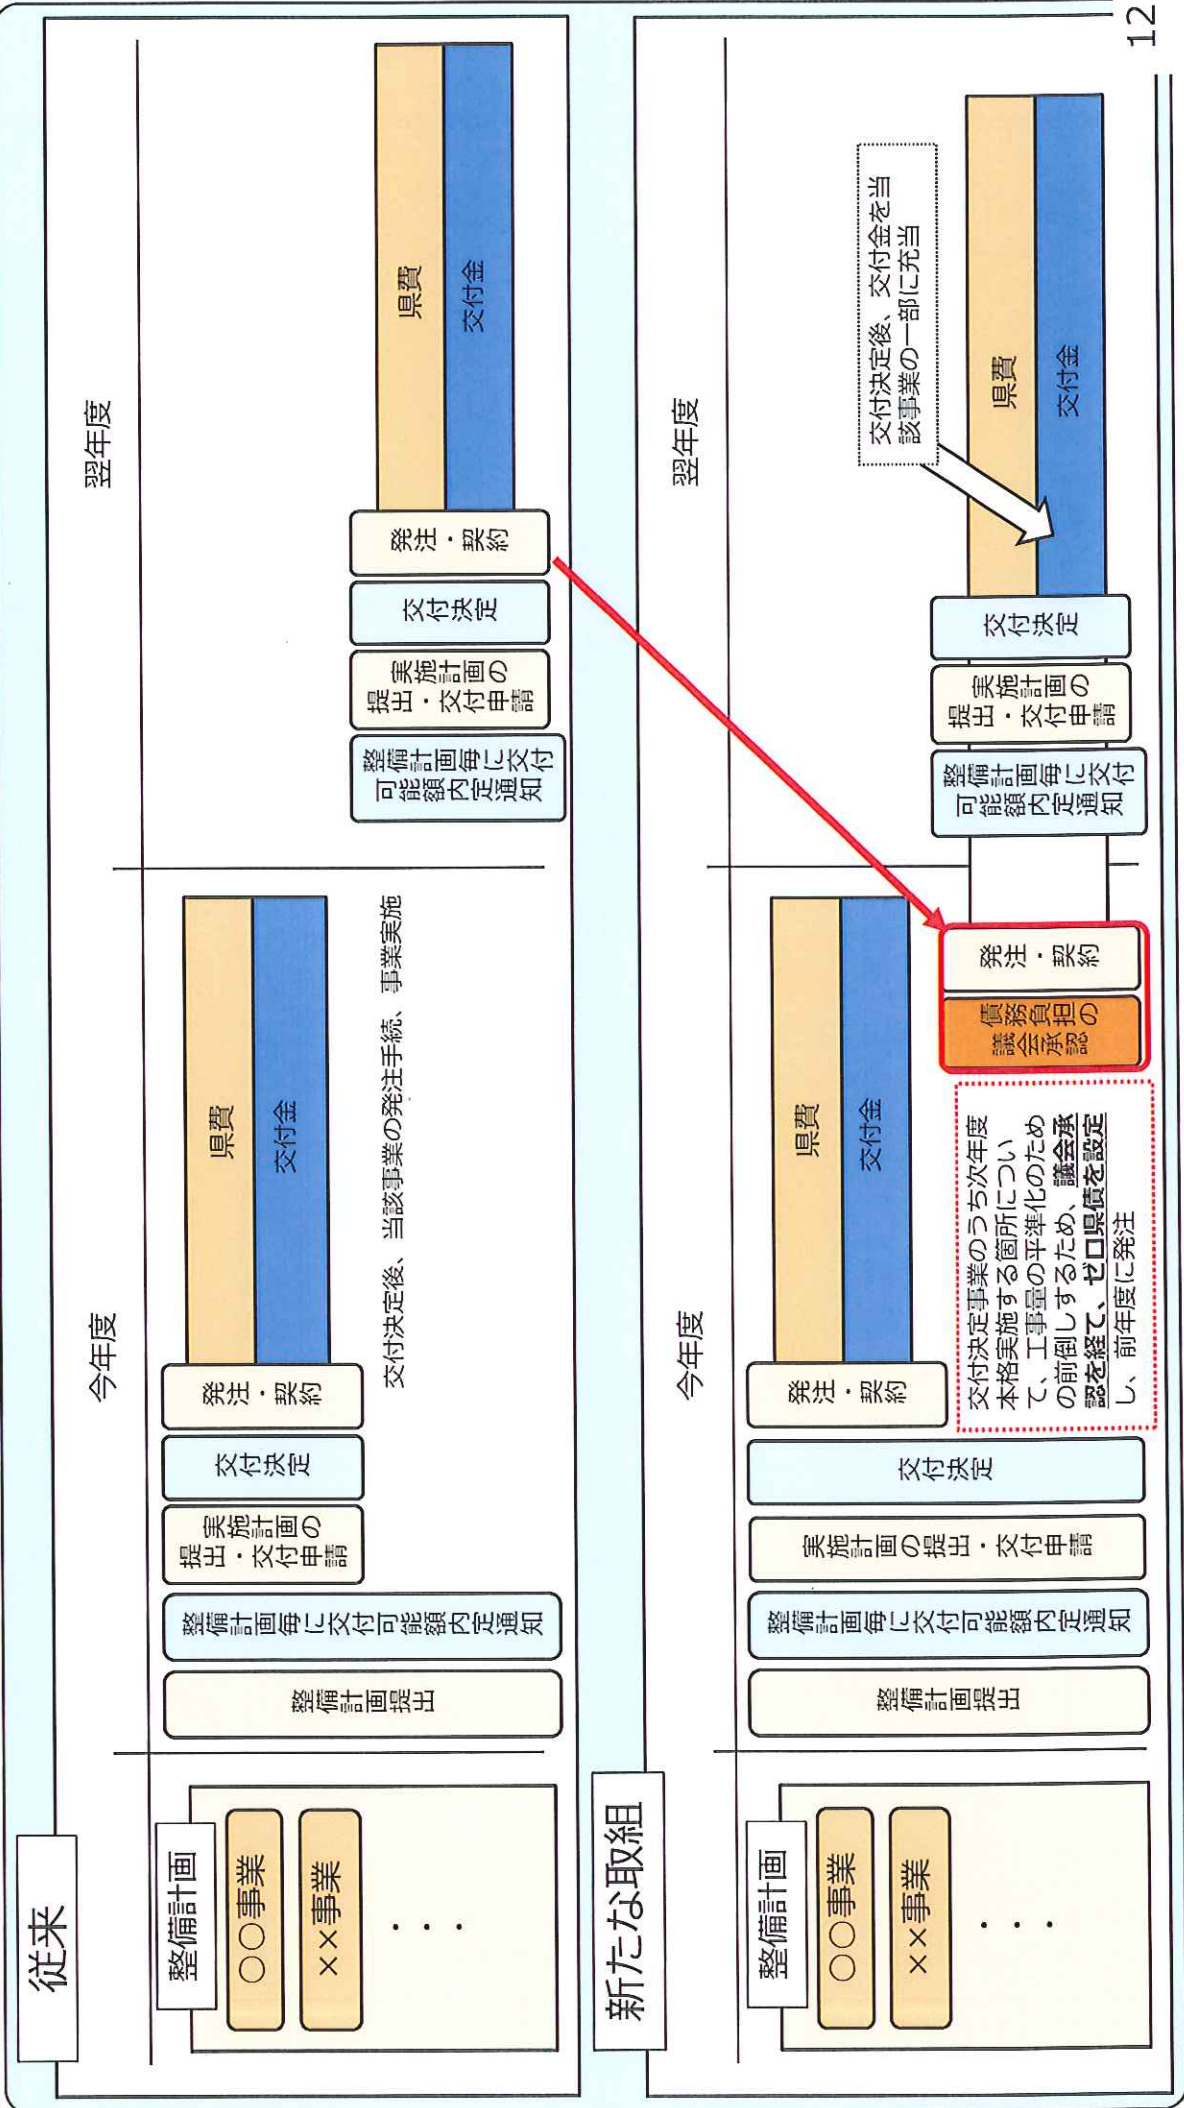 従来
今年度
翌年度
整備計画
〇〇事業
××事業
・・・
整備計画提出
整備計画毎に交付可能額内定通知
実施計画の
提出・交付申請
交付決定
発注・契約
県費
交付金
交付決定後、当該事業の発注手続、事業実施
整備計画毎に交付
可能額内定通知
実施計画の
提出・交付申請
交付決定
発注・契約
県費
交付金
新たな取組
今年度
翌年度
整備計画
〇〇事業
××事業
・・・
整備計画提出
整備計画毎に交付可能額内定通知
実施計画の提出・交付申請
交付決定
発注・契約
県費
交付金
交付決定事業のうち次年度
本格実施する箇所につい
て、工事量の平準化のため
の前倒しするため、議会承
認を経て、ゼロ県債を設定
し、前年度に発注
債務負担の
議会承認
発注・契約
整備計画毎に交付
可能額内定通知
実施計画の
提出・交付申請
交付決定
県費
交付金
交付決定後、交付金を当
該事業の一部に充当
12